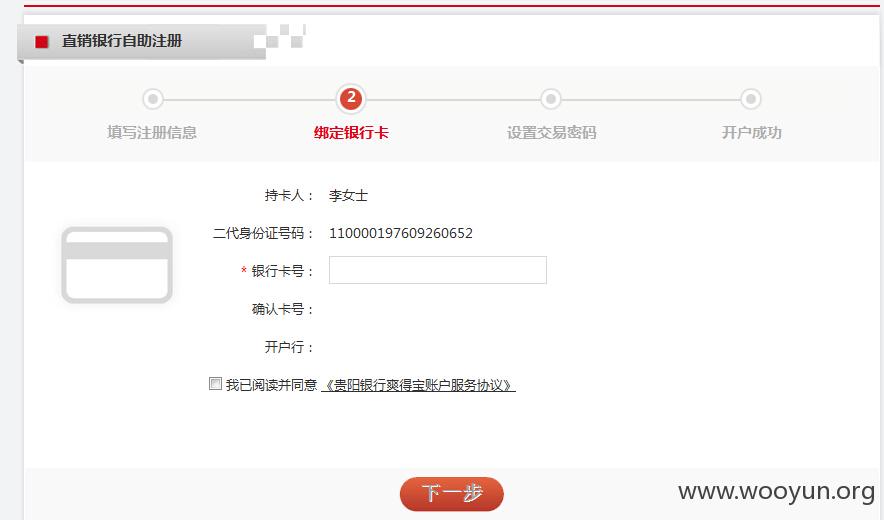 直销银行自助注册
2
填写注册信息 绑定银行卡 设置交易密码 开户成功
持卡人： 李女士
二代身份证号码： 110000197609260652
* 银行卡号：
确认卡号：
开户行：
我已阅读并同意 《贵阳银行爽得宝账户服务协议》
下一步
www.wooyun.org